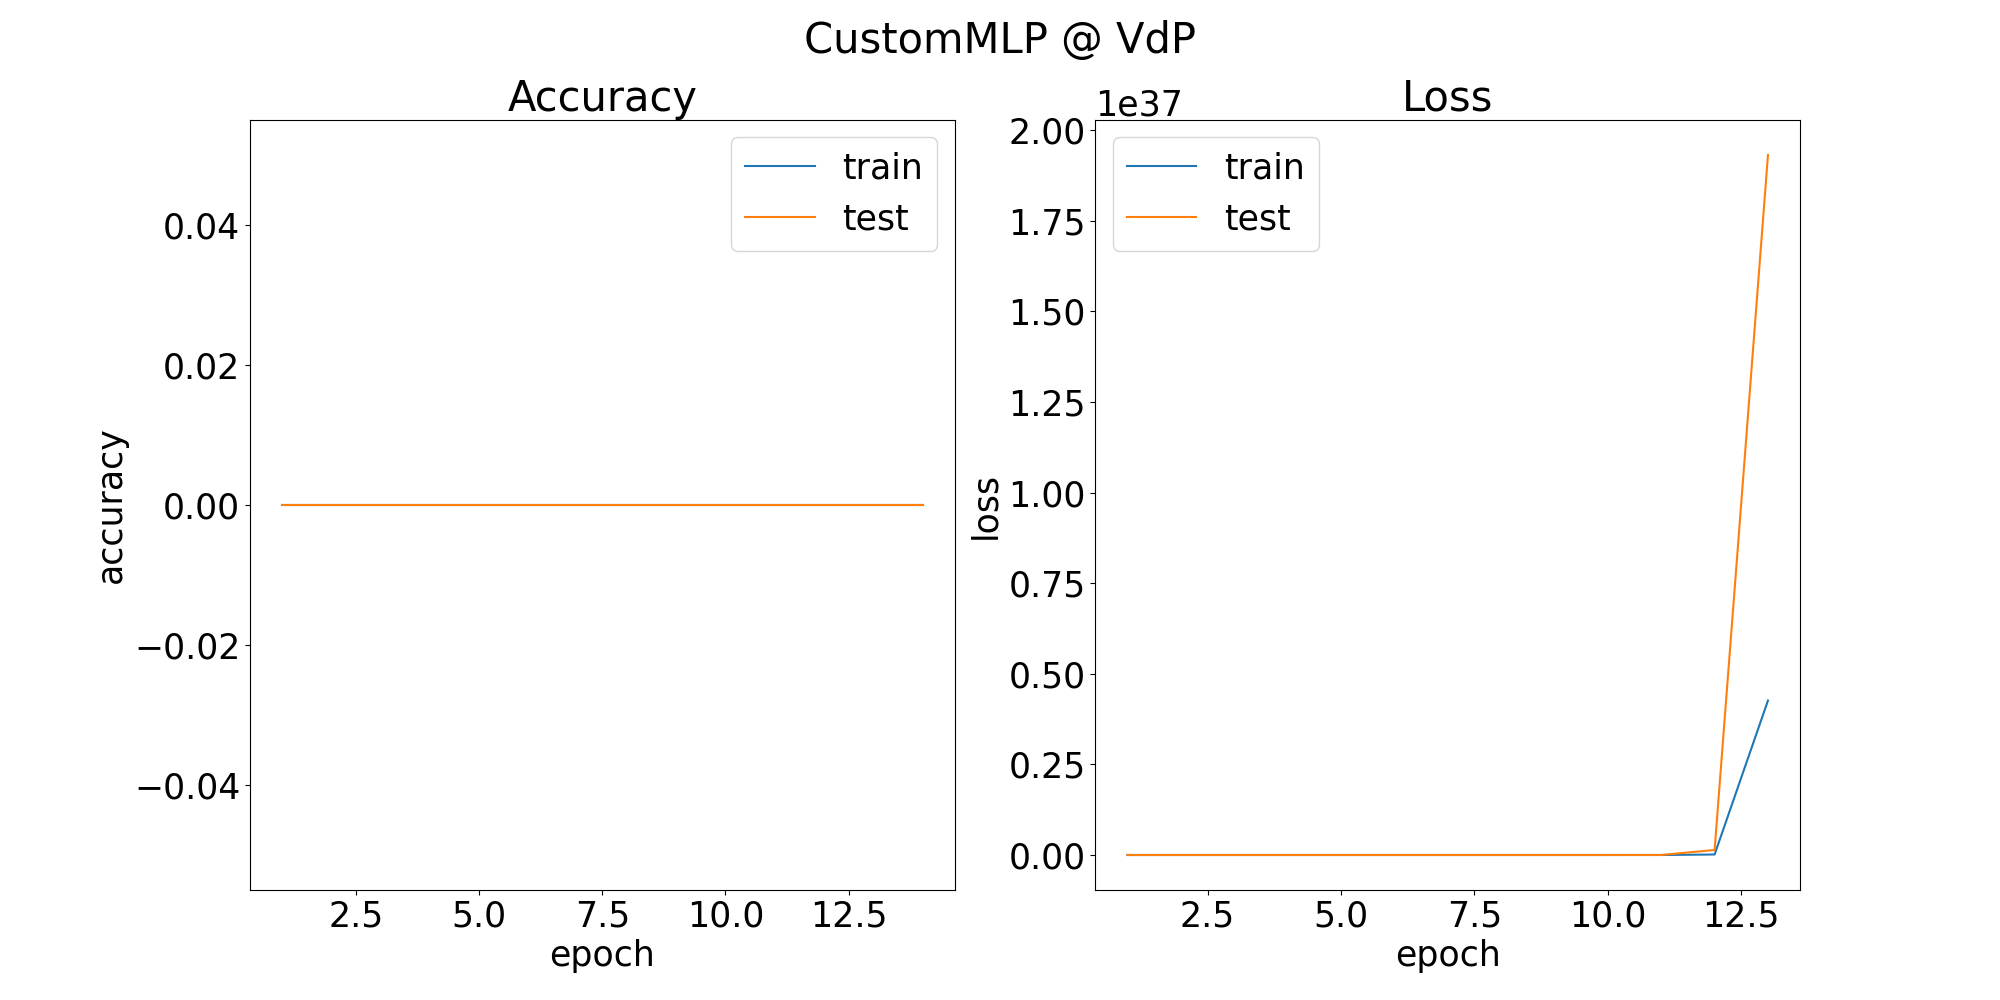 CustomMLP @ VdP
Accuracy
train
test
0.04
0.02
0.00
−0.02
−0.04
accuracy
2.5 5.0 7.5 10.0 12.5
epoch
Loss
1e37
train
test
2.00
1.75
1.50
1.25
1.00
0.75
0.50
0.25
0.00
loss
2.5 5.0 7.5 10.0 12.5
epoch